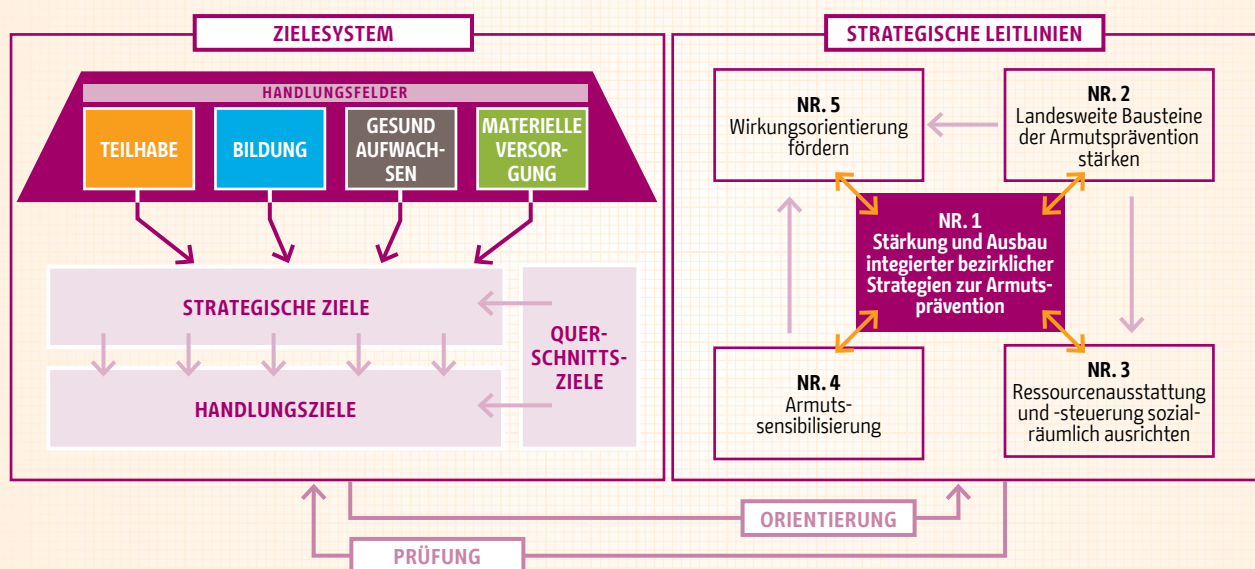 ZIELESYSTEM
HANDLUNGSFELDER
TEILHABE
BILDUNG
GESUND
AUFWACH-
SEN
MATERIELLE
VERSOR-
GUNG
STRATEGISCHE ZIELE
HANDLUNGSZIELE
QUER-
SCHNITTS-
ZIELE
STRATEGISCHE LEITLINIEN
NR. 5
Wirkungsorientierung
fördern
NR. 2
Landesweite Bausteine
der Armutsprävention
stärken
NR. 1
Stärkung und Ausbau
integrierter bezirklicher
Strategien zur Armuts-
prävention
NR. 4
Armuts-
sensibilisierung
NR. 3
Ressourcenausstattung
und -steuerung sozial-
räumlich ausrichten
ORIENTIERUNG
PRÜFUNG